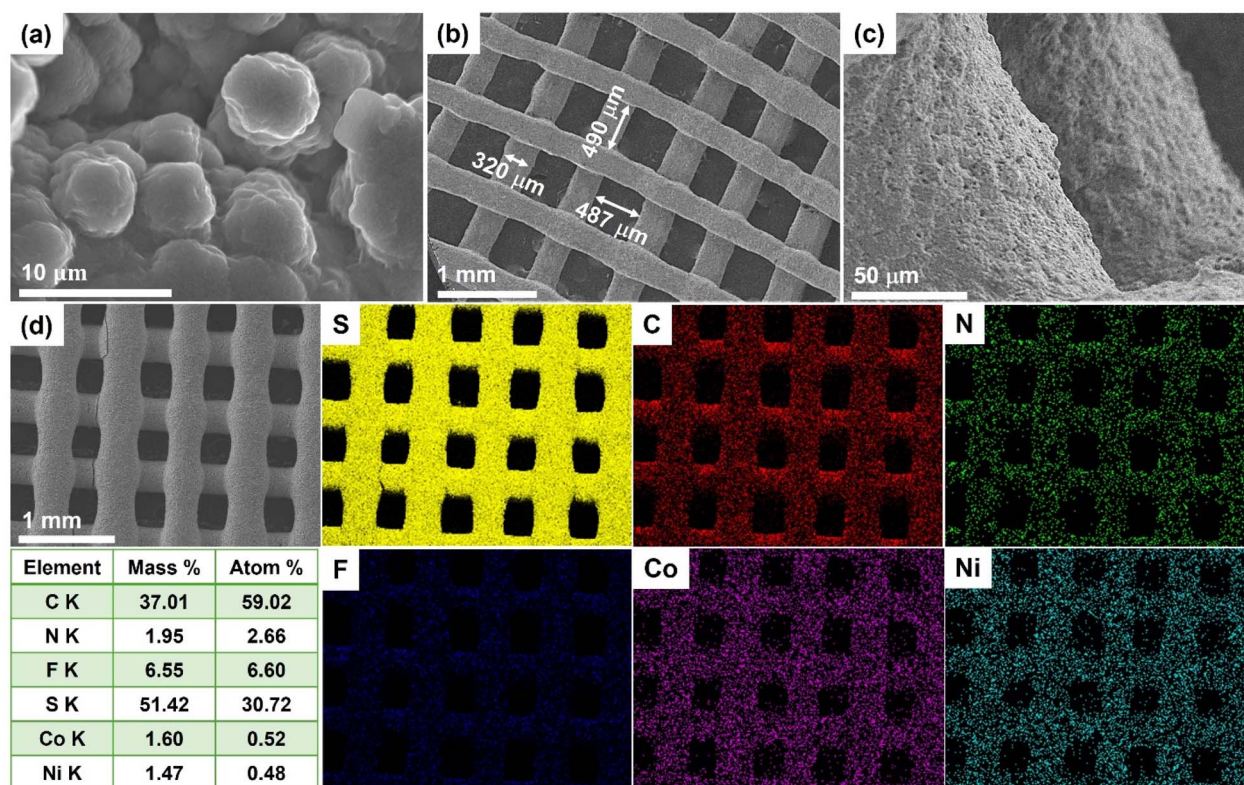 (a)
10 μm
(b)
490 μm
320 μm
487 μm
1 mm
(c)
50 μm
(d)
1 mm
S
C
N
Element Mass % Atom %
C K 37.01 59.02
N K 1.95 2.66
F K 6.55 6.60
S K 51.42 30.72
Co K 1.60 0.52
Ni K 1.47 0.48
F
Co
Ni